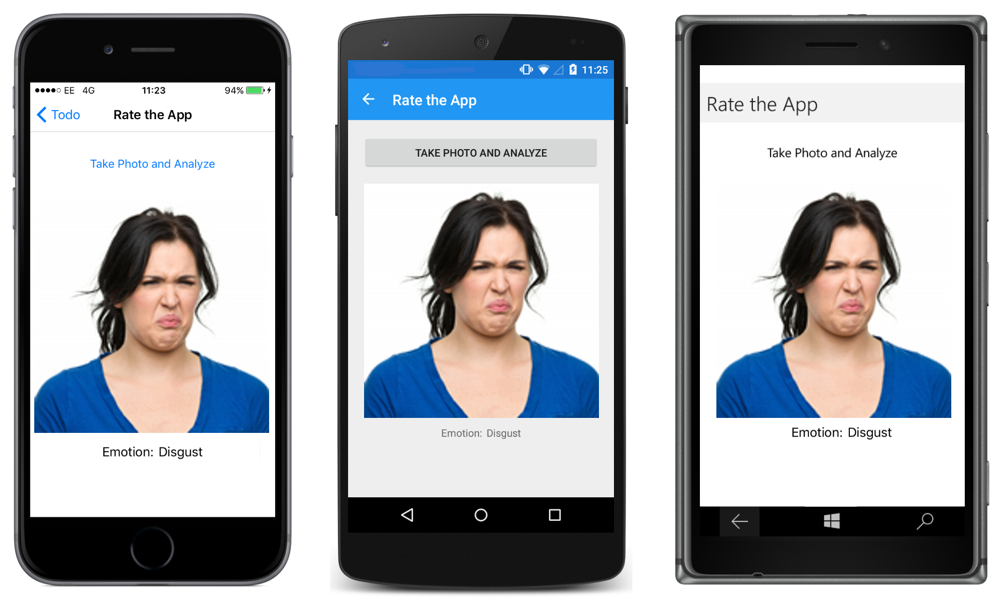 EE 4G 11:23 94%
Todo Rate the App
Take Photo and Analyze
Emotion: Disgust
11:25
Rate the App
TAKE PHOTO AND ANALYZE
Emotion: Disgust
Rate the App
Take Photo and Analyze
Emotion: Disgust